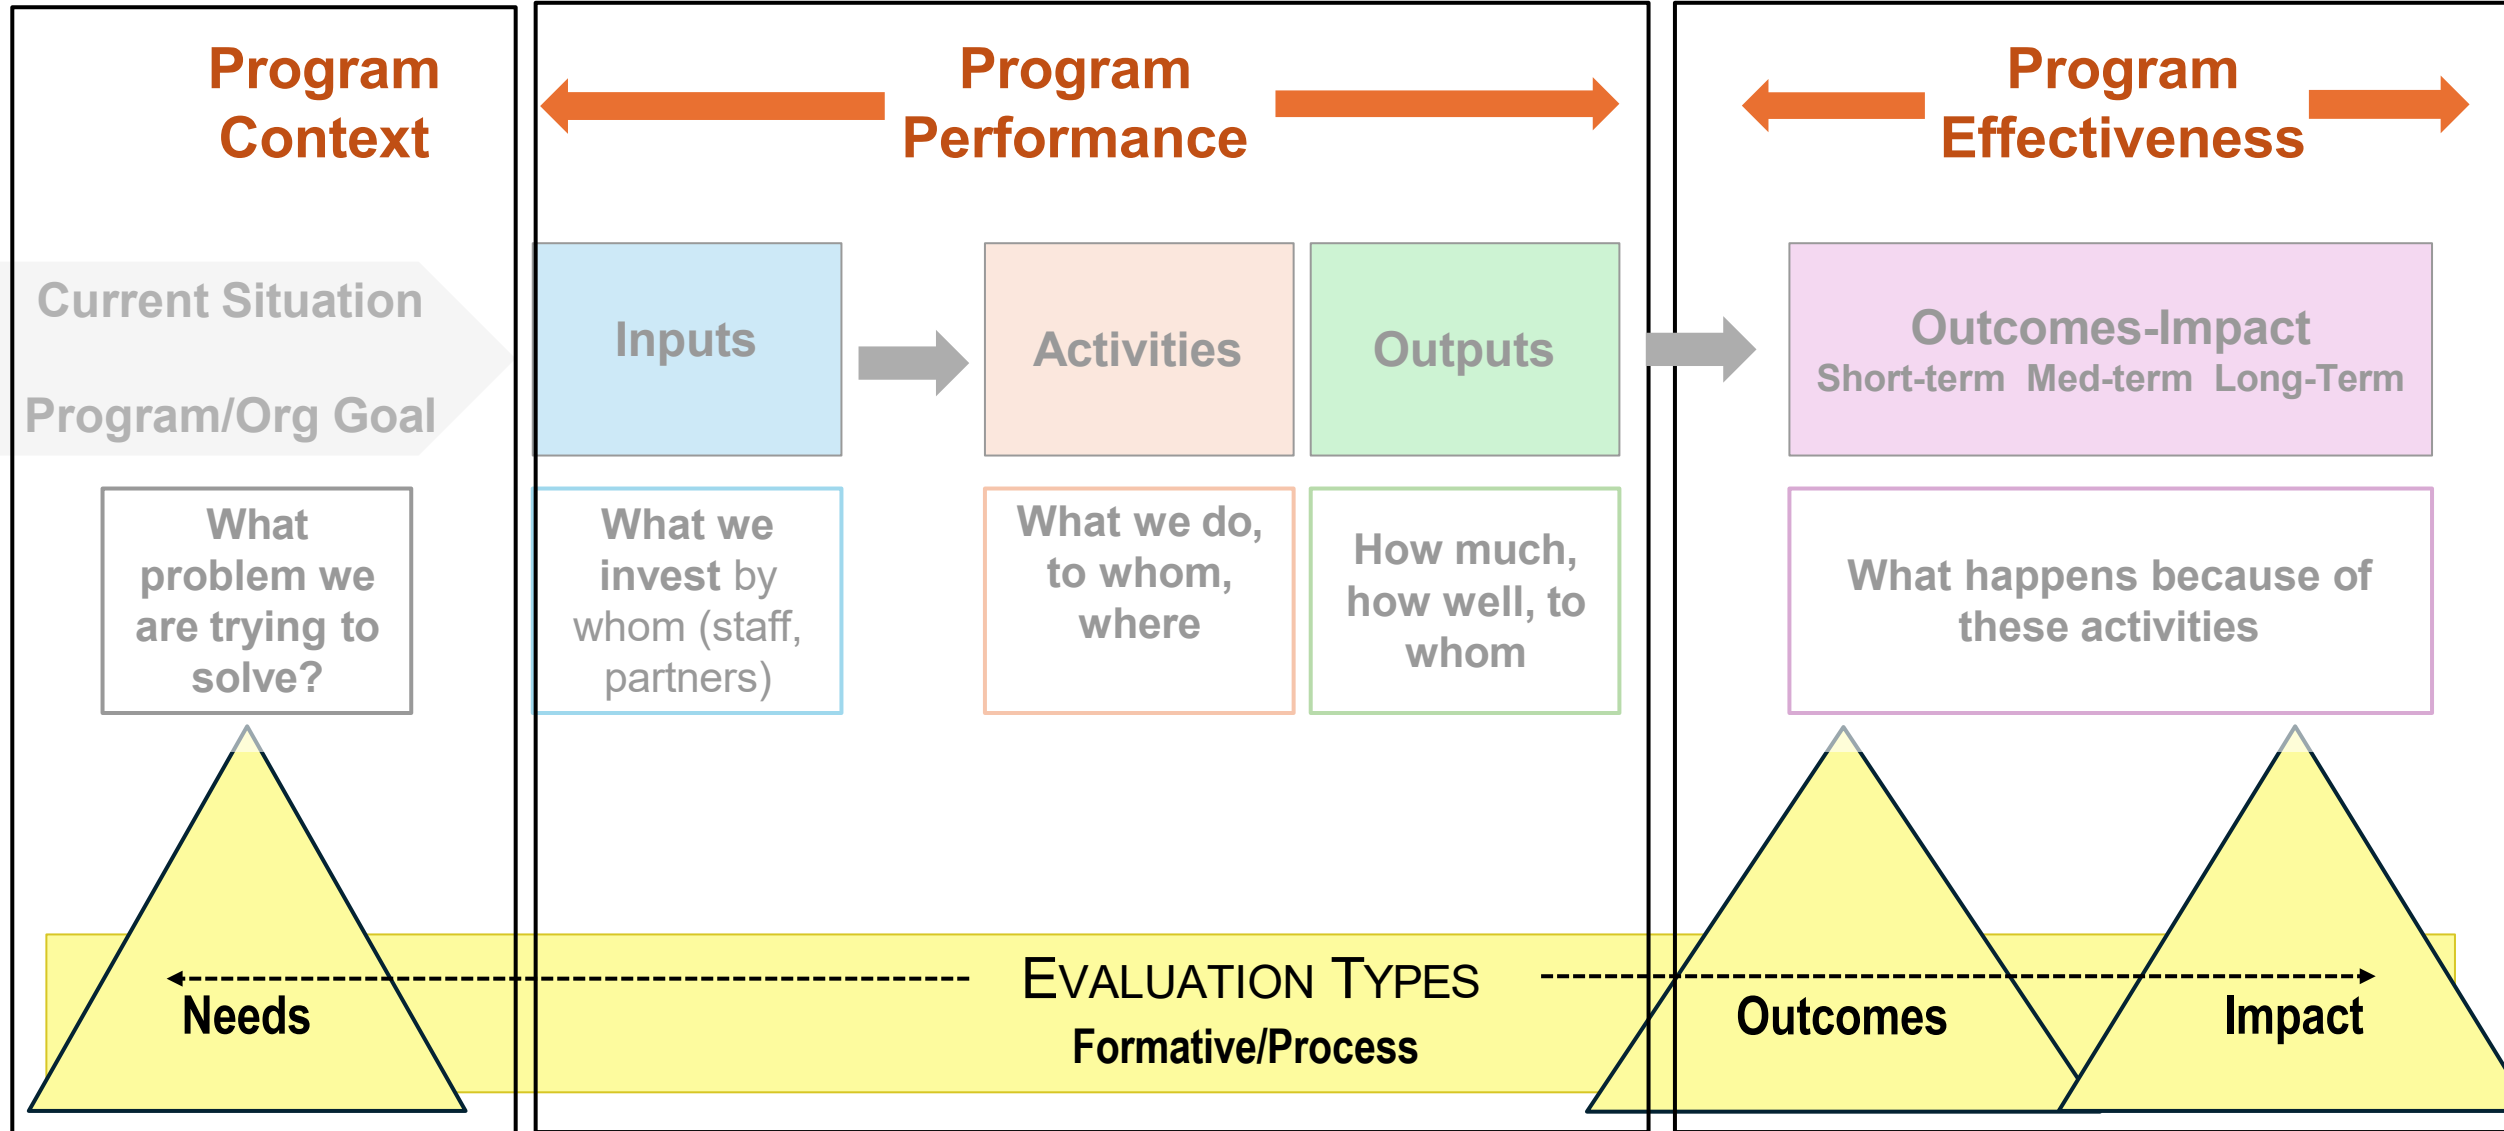 Program
Context
Program
Performance
Program
Effectiveness
Current Situation
Program/Org Goal
Inputs
Activities
Outputs
Outcomes-Impact
Short-term Med-term Long-Term
What
problem we
are trying to
solve?
What we
invest by
whom (staff,
partners)
What we do,
to whom,
where
How much,
how well, to
whom
What happens because of
these activities
EVALUATION TYPES
Needs
Formative/Process
Outcomes
Impact